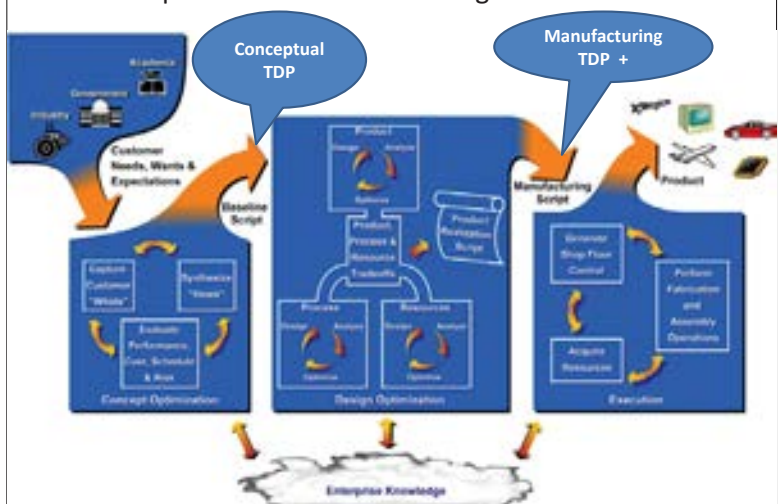 Conceptual
TDP
Manufacturing
TDP +
Academia
Government
Industry
Customer
Needs, Wants &
Expectations
Baseline
Script
Manufacturing
Script
Product
Product
Design
Analyze
Optimize
Product,
Process &
Resource
Tradeoffs
Product
Realization
Script
Process
Design
Analyze
Optimize
Resources
Design
Analyze
Optimize
Capture
Customer
"Whats"
Synthesize
"Hows"
Evaluate
Performance,
Cost, Schedule
& Risk
Concept Optimization
Design Optimization
Generate
Shop Floor
Control
Perform
Fabrication
and
Assembly
Operations
Acquire
Resources
Execution
Enterprise Knowledge